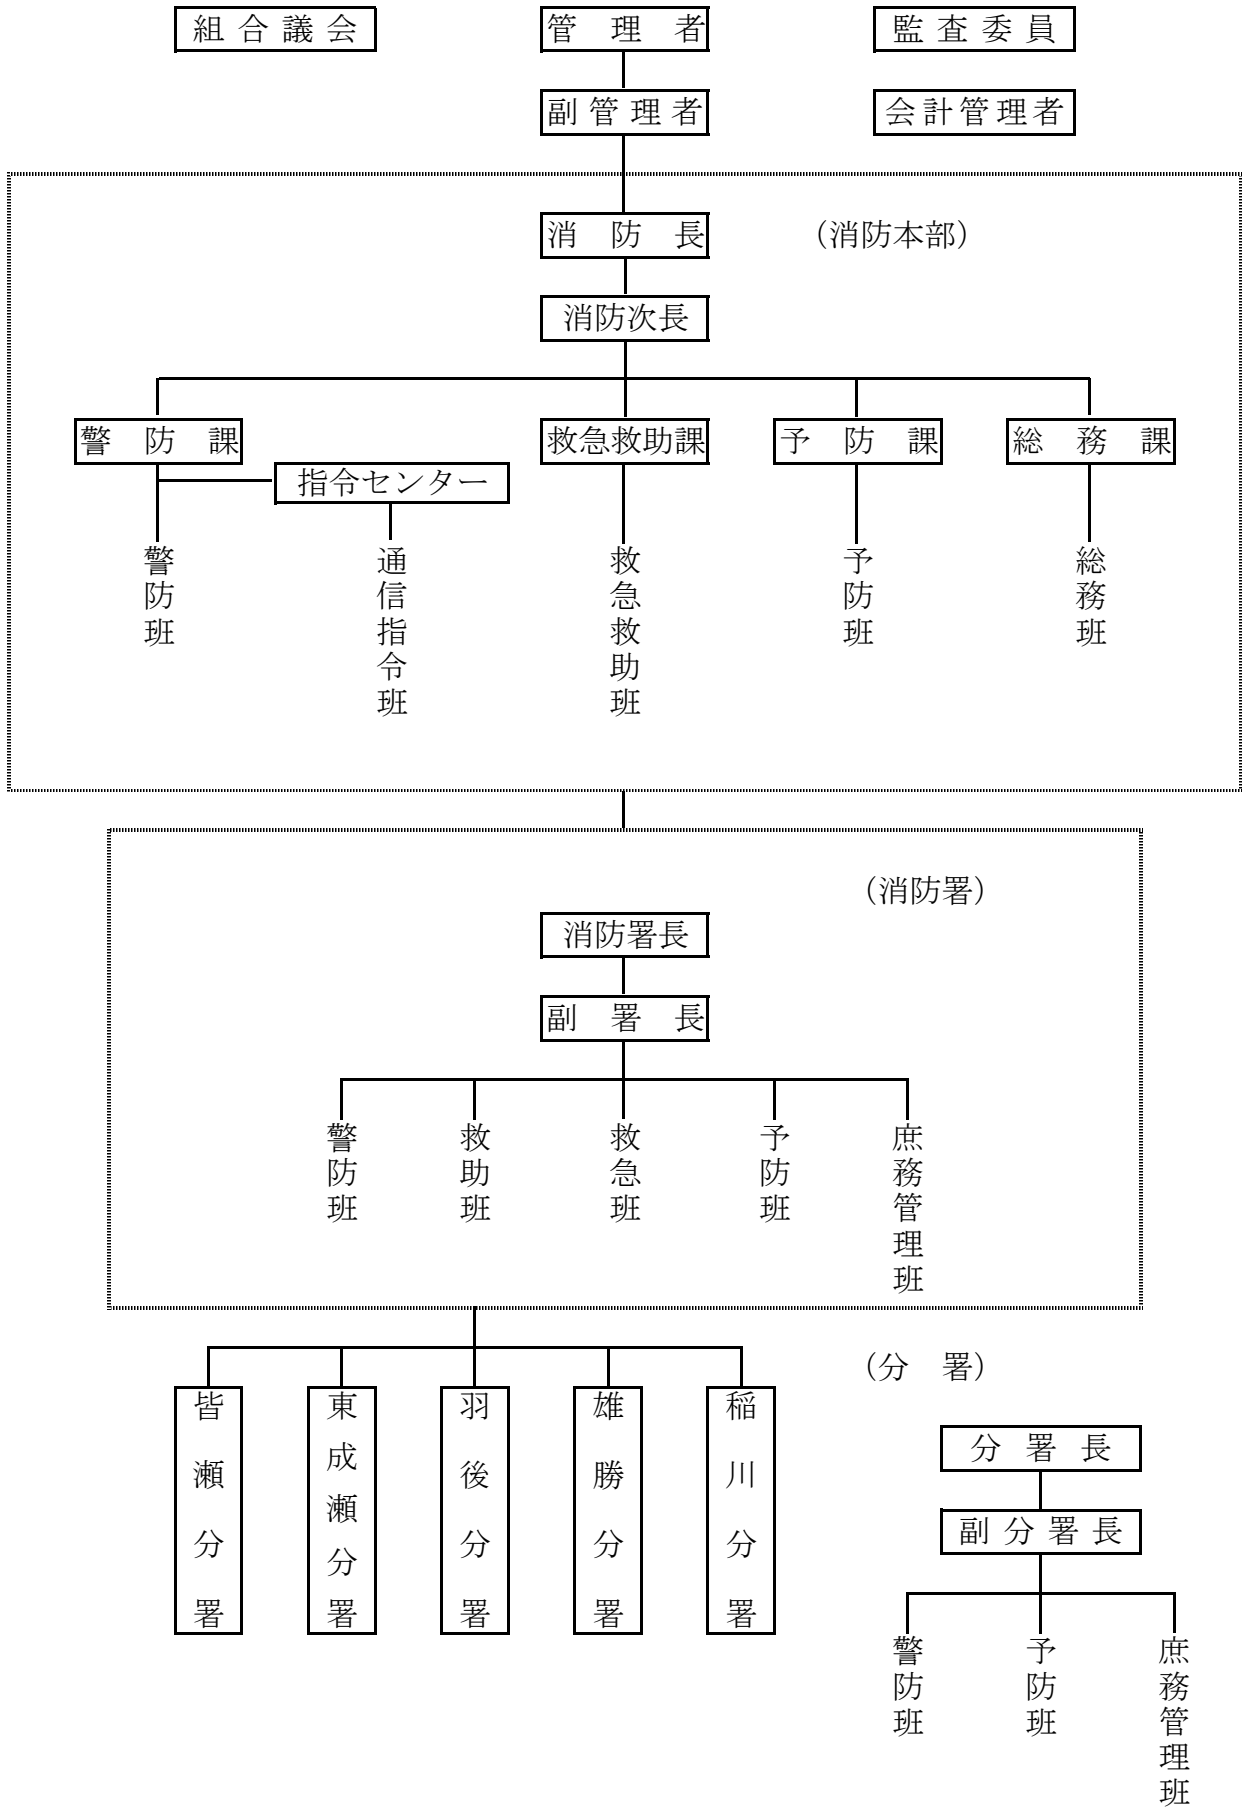 組合議会
管理者
監査委員
副管理者
会計管理者
消防長
（消防本部）
消防次長
警防課
救急救助課
予防課
総務課
指令センター
警防班
通信指令班
救急救助班
予防班
総務班
（消防署）
消防署長
副署長
警防班
救助班
救急班
予防班
庶務管理班
（分　署）
皆瀬分署
東成瀬分署
羽後分署
雄勝分署
稲川分署
分署長
副分署長
警防班
予防班
庶務管理班